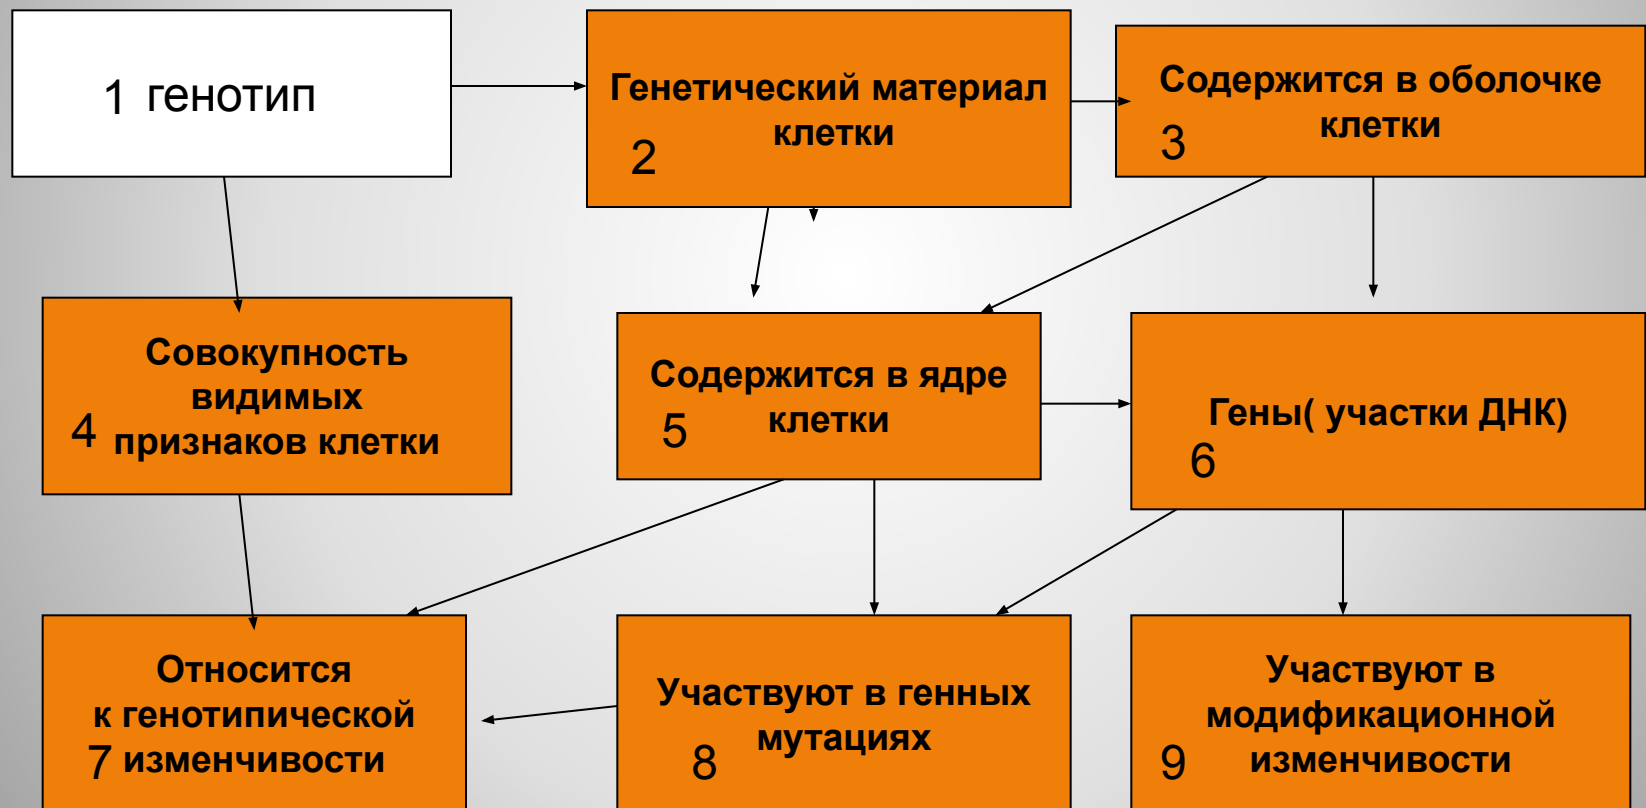 1 генотип
Генетический материал
клетки
2
Содержится в оболочке
клетки
3
Совокупность
видимых
4 признаков клетки
Содержится в ядре
клетки
5
Гены( участки ДНК)
6
Относится
к генотипической
7 изменчивости
Участвуют в генных
мутациях
8
Участвуют в
модификационной
9 изменчивости